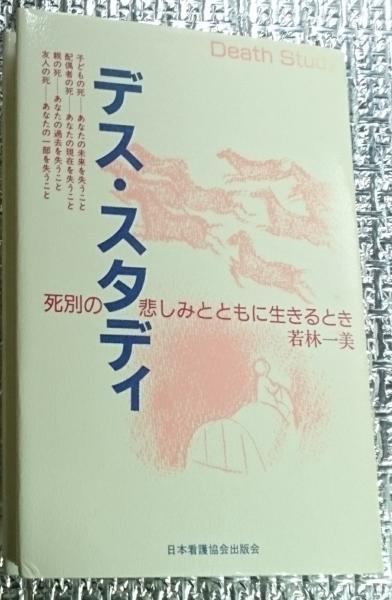 Death Study
子どもの死――あなたの未来を失うこと
配偶者の死――あなたの現在を失うこと
親の死――あなたの過去を失うこと
友人の死――あなたの一部を失うこと
デス・スタディ
死別の悲しみとともに生きるとき
若林一美
日本看護協会出版会